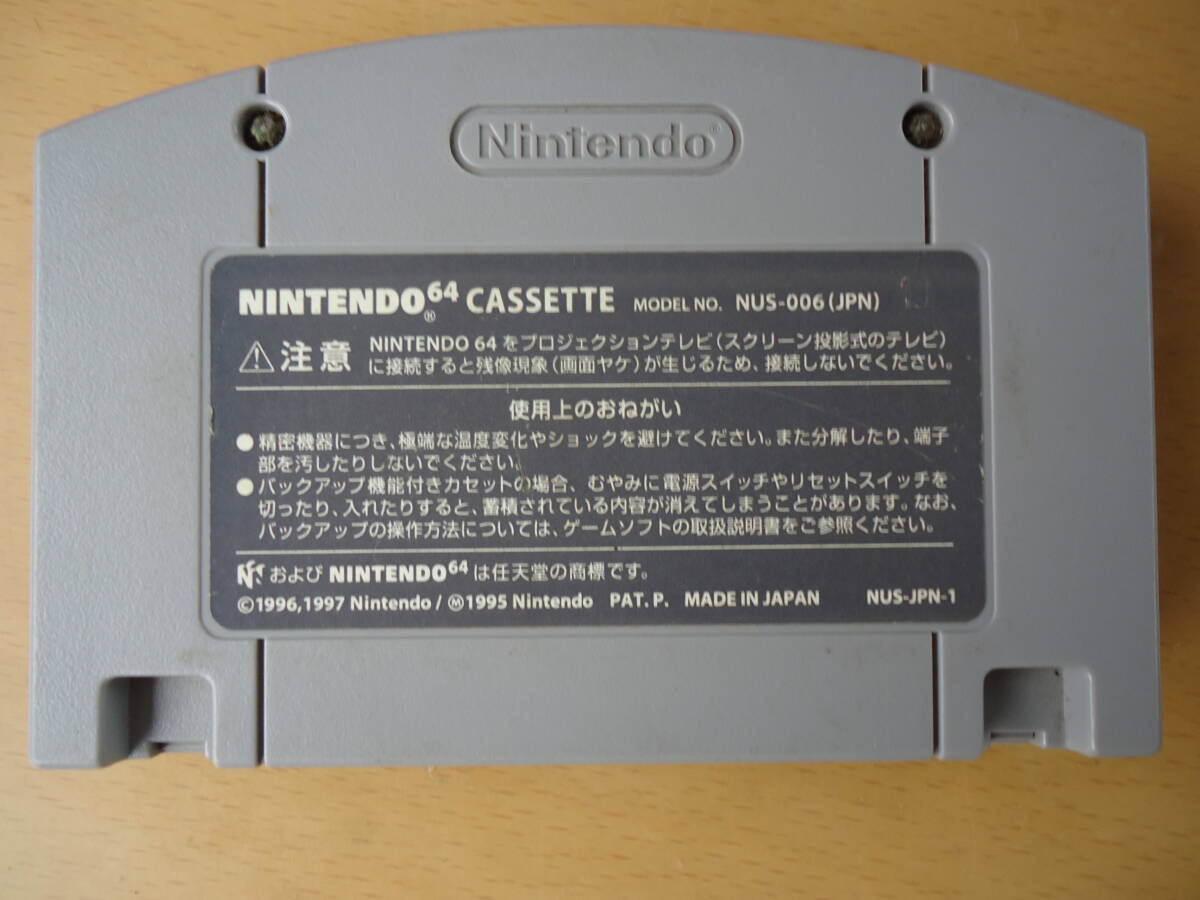 Nintendo®
NINTENDO64® CASSETTE MODEL NO. NUS-006(JPN)
⚠注意 NINTENDO 64 をプロジェクションテレビ(スクリーン投影式のテレビ)
に接続すると残像現象(画面ヤケ)が生じるため、接続しないでください。
使用上のおねがい
●精密機器につき、極端な温度変化やショックを避けてください。また分解したり、端子
部を汚したりしないでください。
●バックアップ機能付きカセットの場合、むやみに電源スイッチやリセットスイッチを
切ったり、入れたりすると、蓄積されている内容が消えてしまうことがあります。なお、
バックアップの操作方法については、ゲームソフトの取扱説明書をご参照ください。
および NINTENDO64 は任天堂の商標です。
©1996,1997 Nintendo/Ⓜ1995 Nintendo PAT. P. MADE IN JAPAN NUS-JPN-1